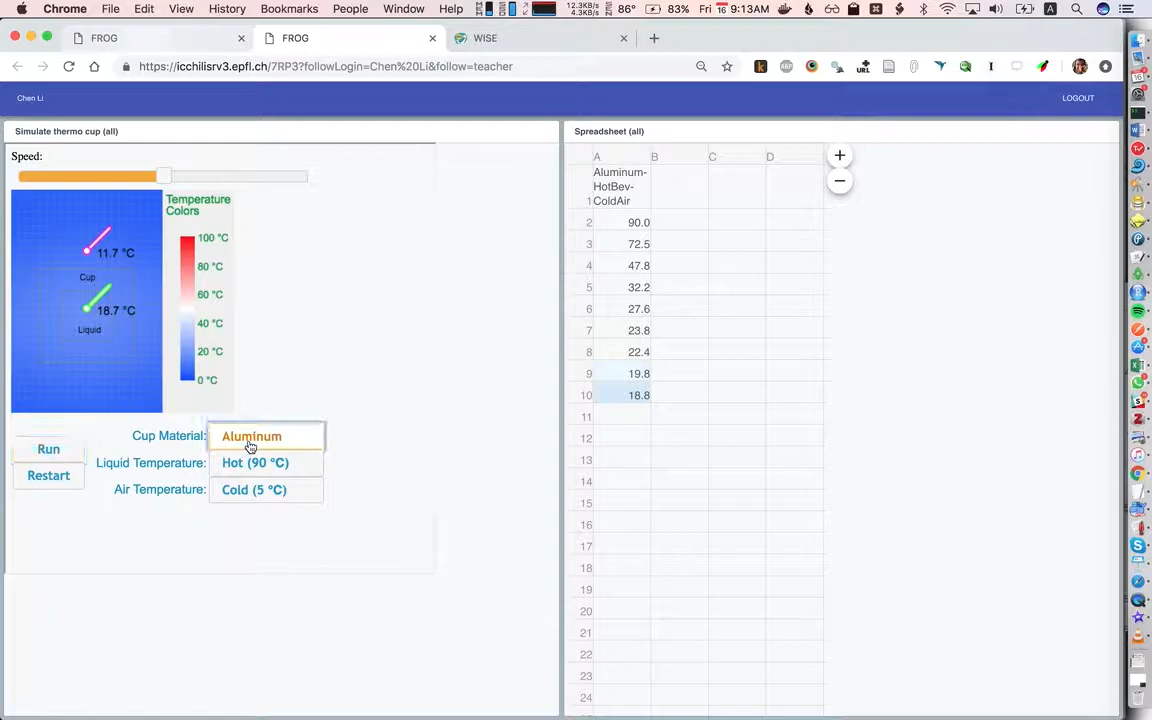 Chrome File Edit View History Bookmarks People Window Help 12.3KB/s 4.3KB/s 86° 83% Fri 16 9:13AM
FROG
FROG
WISE
https://icchilisrv3.epfl.ch/7RP3?followLogin=Chen%20Li&follow=teacher
Chen Li
LOGOUT
Simulate thermo cup (all)
Speed:
Temperature
Colors
100 °C
80 °C
60 °C
40 °C
20 °C
0 °C
11.7 °C
Cup
18.7 °C
Liquid
Run
Restart
Cup Material: Aluminum
Liquid Temperature: Hot (90 °C)
Air Temperature: Cold (5 °C)
Spreadsheet (all)
A B C D
Aluminum-
HotBev-
1 ColdAir
2 90.0
3 72.5
4 47.8
5 32.2
6 27.6
7 23.8
8 22.4
9 19.8
10 18.8
11
12
13
14
15
16
17
18
19
20
21
22
23
24
+
−